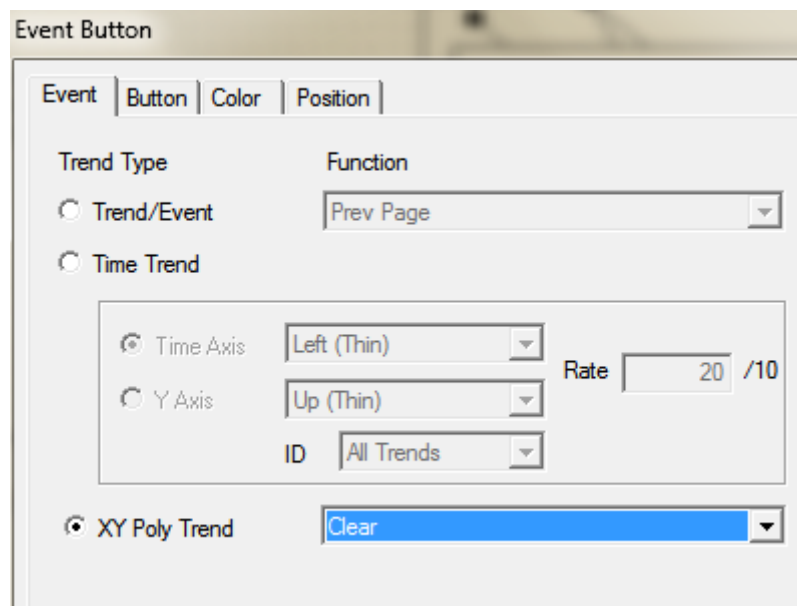 Event Button
Event Button Color Position
Trend Type Function
Trend/Event Prev Page
Time Trend
Time Axis Left (Thin)
Rate 20 /10
Y Axis Up (Thin)
ID All Trends
XY Poly Trend Clear